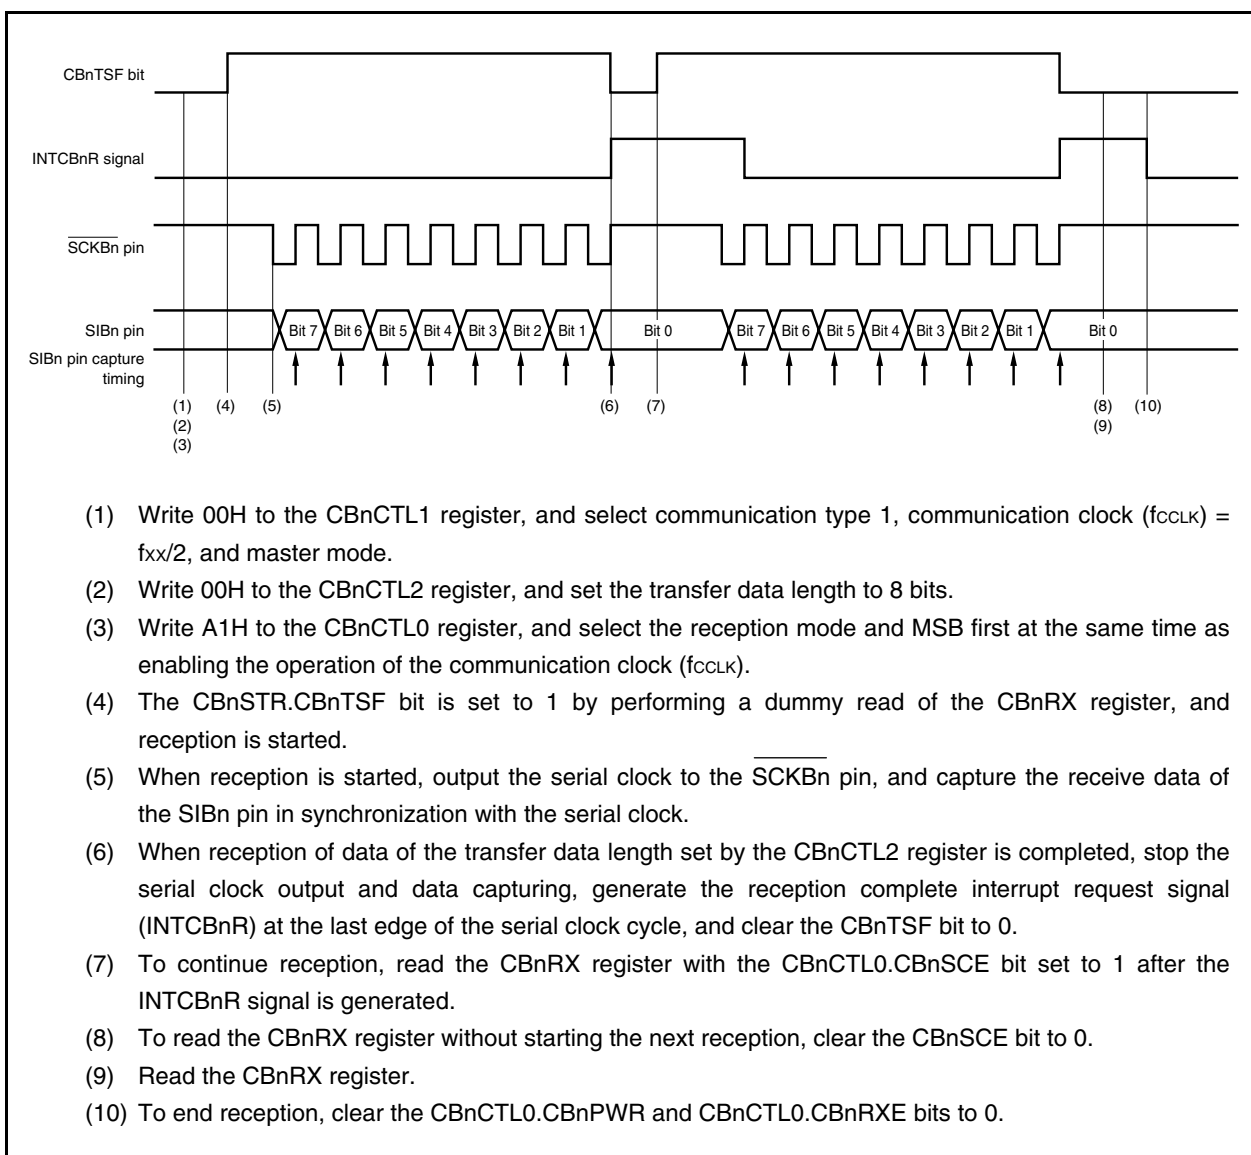 CBnTSF bit
INTCBnR signal
SCKBn pin
SIBn pin
Bit 7 Bit 6 Bit 5 Bit 4 Bit 3 Bit 2 Bit 1 Bit 0 Bit 7 Bit 6 Bit 5 Bit 4 Bit 3 Bit 2 Bit 1 Bit 0
SIBn pin capture
timing
(1) (4) (5) (6) (7) (8) (10)
(2) (9)
(3)
(1) Write 00H to the CBnCTL1 register, and select communication type 1, communication clock (fCCLK) =
fXX/2, and master mode.
(2) Write 00H to the CBnCTL2 register, and set the transfer data length to 8 bits.
(3) Write A1H to the CBnCTL0 register, and select the reception mode and MSB first at the same time as
enabling the operation of the communication clock (fCCLK).
(4) The CBnSTR.CBnTSF bit is set to 1 by performing a dummy read of the CBnRX register, and
reception is started.
(5) When reception is started, output the serial clock to the SCKBn pin, and capture the receive data of
the SIBn pin in synchronization with the serial clock.
(6) When reception of data of the transfer data length set by the CBnCTL2 register is completed, stop the
serial clock output and data capturing, generate the reception complete interrupt request signal
(INTCBnR) at the last edge of the serial clock cycle, and clear the CBnTSF bit to 0.
(7) To continue reception, read the CBnRX register with the CBnCTL0.CBnSCE bit set to 1 after the
INTCBnR signal is generated.
(8) To read the CBnRX register without starting the next reception, clear the CBnSCE bit to 0.
(9) Read the CBnRX register.
(10) To end reception, clear the CBnCTL0.CBnPWR and CBnCTL0.CBnRXE bits to 0.